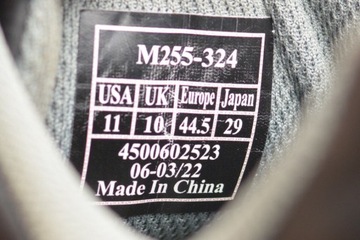 M255-324
USA UK Europe Japan
11 10 44.5 29
4500602523
06-03/22
Made In China